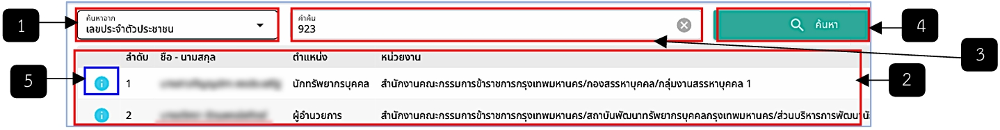 1
ค้นหาจาก
เลขประจำตัวประชาชน
คำค้น
923
ค้นหา
4
3
ลำดับ ชื่อ - นามสกุล ตำแหน่ง หน่วยงาน
5
1 นักทรัพยากรบุคคล สำนักงานคณะกรรมการข้าราชการกรุงเทพมหานคร/กองสรรหาบุคคล/กลุ่มงานสรรหาบุคคล 1
2
2 ผู้อำนวยการ สำนักงานคณะกรรมการข้าราชการกรุงเทพมหานคร/สถาบันพัฒนาทรัพยากรบุคคลกรุงเทพมหานคร/ส่วนบริหารการพัฒนา